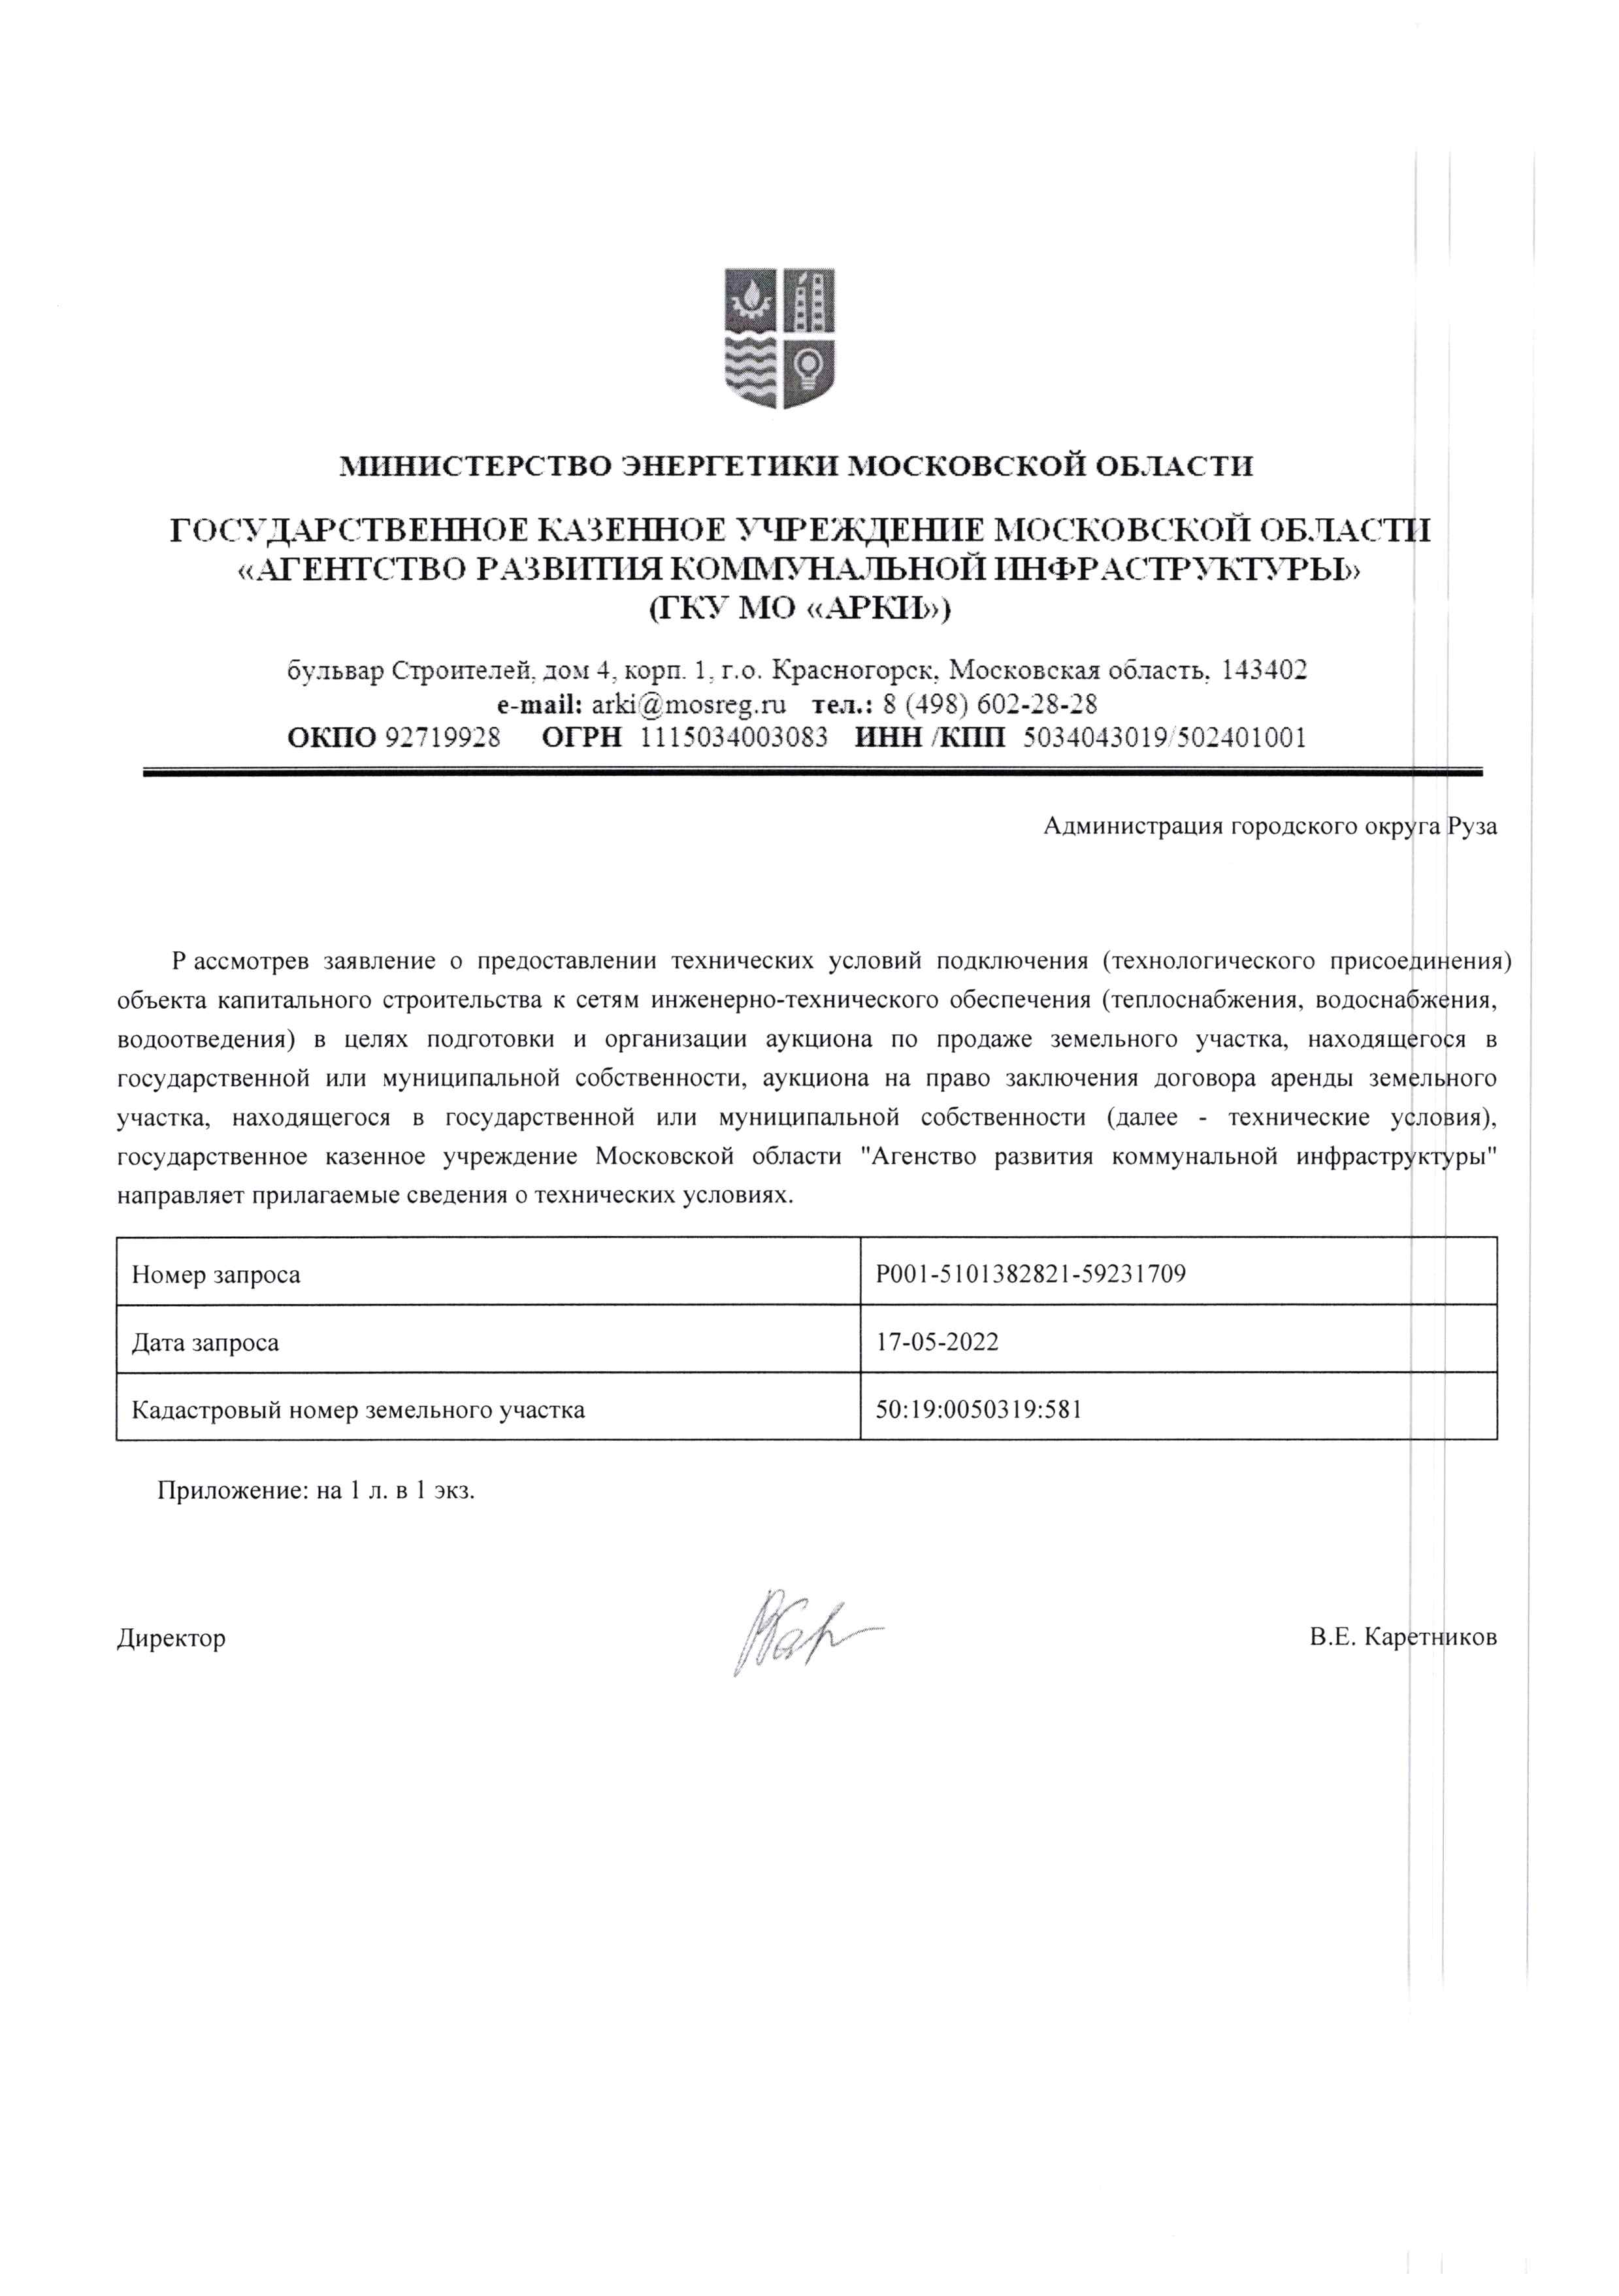 МИНИСТЕРСТВО ЭНЕРГЕТИКИ МОСКОВСКОЙ ОБЛАСТИ
ГОСУДАРСТВЕННОЕ КАЗЕННОЕ УЧРЕЖДЕНИЕ МОСКОВСКОЙ ОБЛАСТИ
«АГЕНТСТВО РАЗВИТИЯ КОММУНАЛЬНОЙ ИНФРАСТРУКТУРЫ»
(ГКУ МО «АРКИ»)
бульвар Строителей, дом 4, корп. 1, г.о. Красногорск, Московская область, 143402
e-mail: arki@mosreg.ru тел.: 8 (498) 602-28-28
ОКПО 92719928 ОГРН 1115034003083 ИНН /КПП 5034043019/502401001
Администрация городского округа Руза
Р ассмотрев заявление о предоставлении технических условий подключения (технологического присоединения)
объекта капитального строительства к сетям инженерно-технического обеспечения (теплоснабжения, водоснабжения,
водоотведения) в целях подготовки и организации аукциона по продаже земельного участка, находящегося в
государственной или муниципальной собственности, аукциона на право заключения договора аренды земельного
участка, находящегося в государственной или муниципальной собственности (далее - технические условия),
государственное казенное учреждение Московской области "Агенство развития коммунальной инфраструктуры"
направляет прилагаемые сведения о технических условиях.
Номер запроса P001-5101382821-59231709
Дата запроса 17-05-2022
Кадастровый номер земельного участка 50:19:0050319:581
Приложение: на 1 л. в 1 экз.
Директор В.Е. Каретников